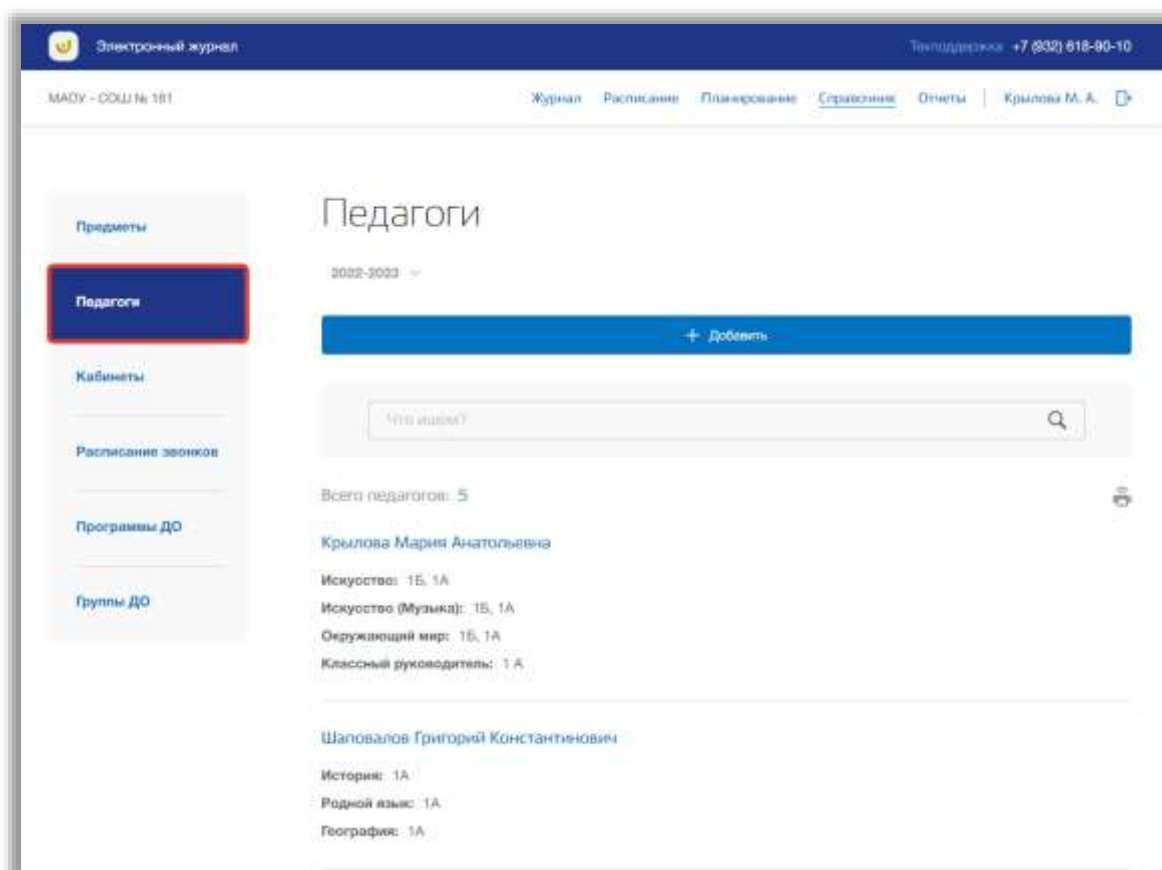 Электронный журнал
Техподдержка +7 (932) 618-90-10
МАОУ - СОШ № 181
Журнал Расписание Планирование Справочник Отчеты Крылова М. А.
Предметы
Педагоги
Кабинеты
Расписание звонков
Программы ДО
Группы ДО
Педагоги
2022-2023
+ Добавить
Что ищем?
Всего педагогов: 5
Крылова Мария Анатольевна
Искусство: 1Б, 1А
Искусство (Музыка): 1Б, 1А
Окружающий мир: 1Б, 1А
Классный руководитель: 1 А
Шаповалов Григорий Константинович
История: 1А
Родной язык: 1А
География: 1А